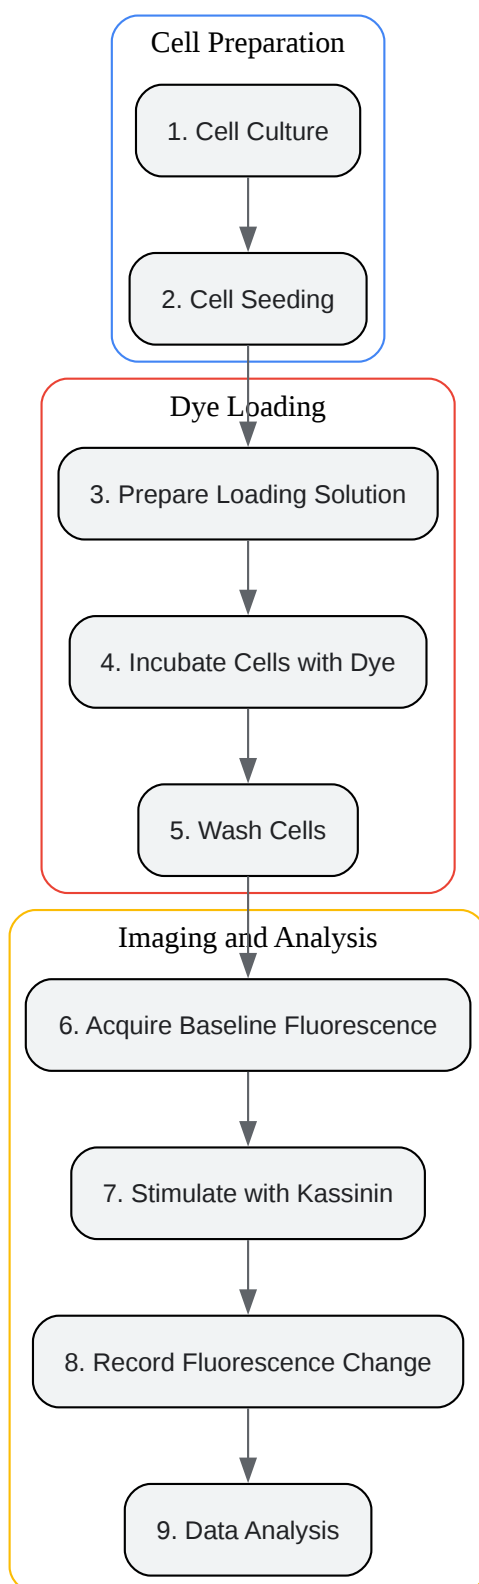 Cell Preparation
1. Cell Culture
2. Cell Seeding
Dye Loading
3. Prepare Loading Solution
4. Incubate Cells with Dye
5. Wash Cells
Imaging and Analysis
6. Acquire Baseline Fluorescence
7. Stimulate with Kassinin
8. Record Fluorescence Change
9. Data Analysis